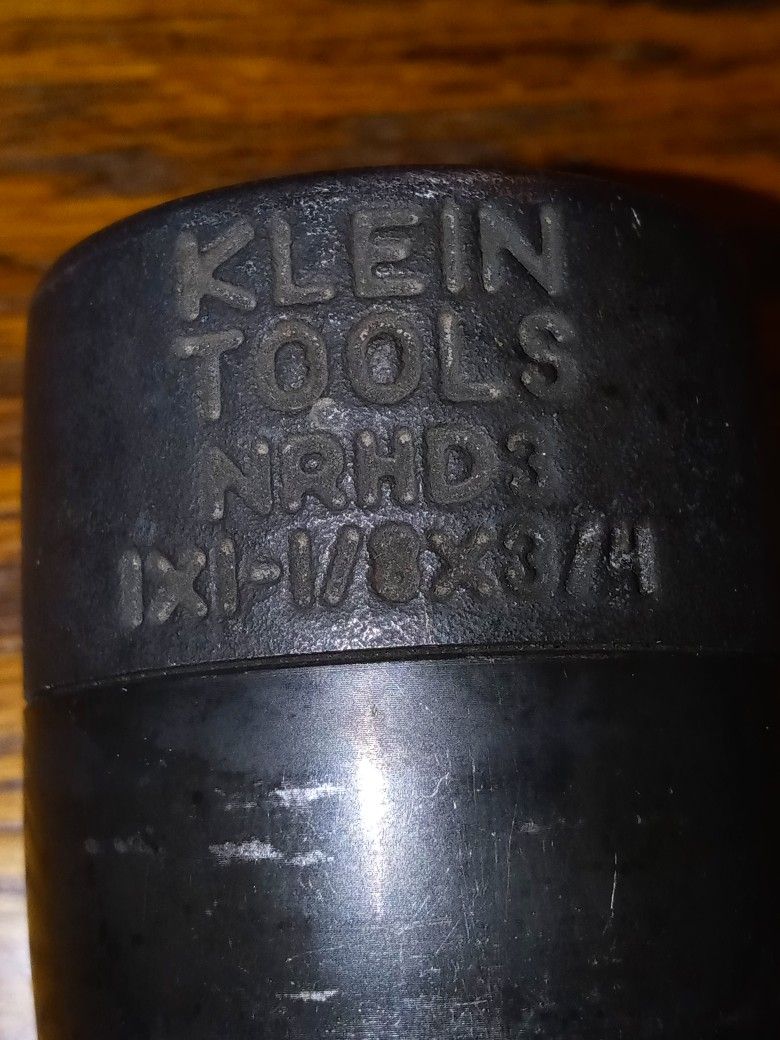 KLEIN
TOOLS
NRHD3
1X1-1/8X3/4